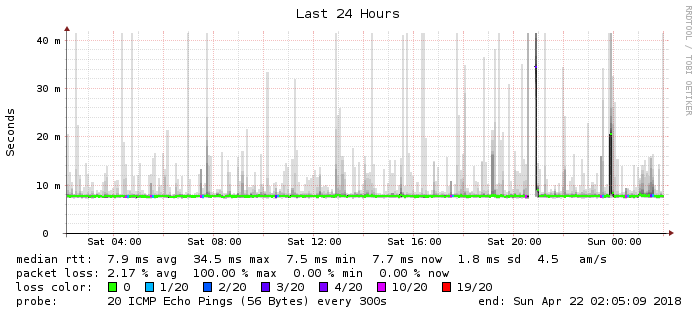 Last 24 Hours
RRDTOOL / TOBI OETIKER
Seconds
40 m
30 m
20 m
10 m
0
Sat 04:00 Sat 08:00 Sat 12:00 Sat 16:00 Sat 20:00 Sun 00:00
median rtt: 7.9 ms avg 34.5 ms max 7.5 ms min 7.7 ms now 1.8 ms sd 4.5 am/s
packet loss: 2.17 % avg 100.00 % max 0.00 % min 0.00 % now
loss color: 0 1/20 2/20 3/20 4/20 10/20 19/20
probe: 20 ICMP Echo Pings (56 Bytes) every 300s end: Sun Apr 22 02:05:09 2018